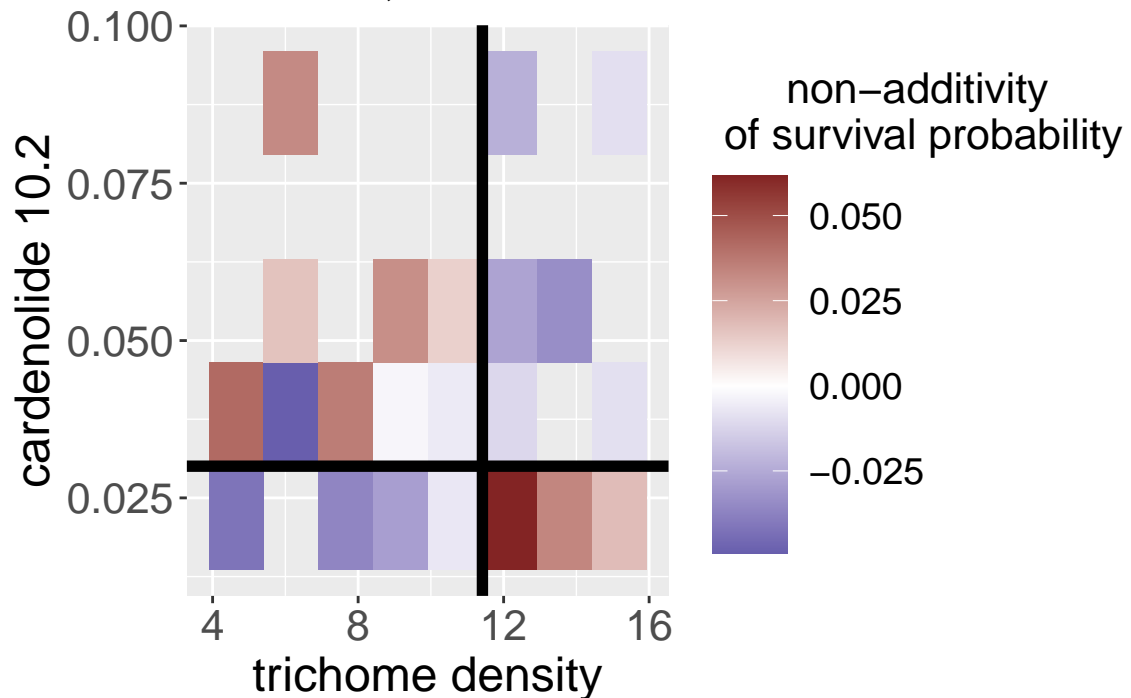 0.100
0.075
0.050
0.025
cardenolide 10.2
4 8 12 16
trichome density
non−additivity
of survival probability
0.050
0.025
0.000
−0.025